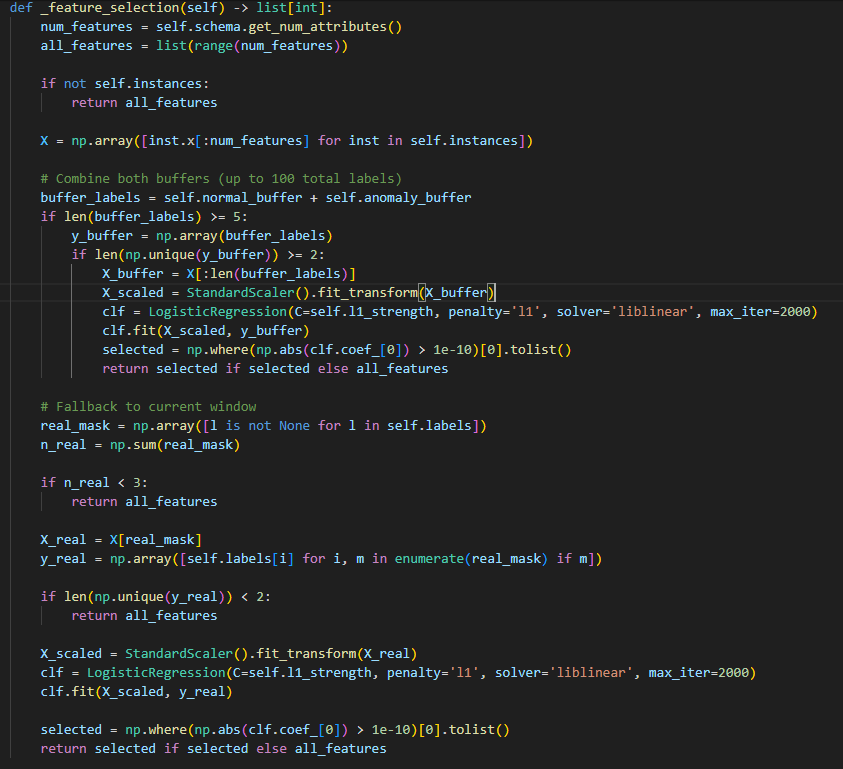 def _feature_selection(self) -> list[int]:
    num_features = self.schema.get_num_attributes()
    all_features = list(range(num_features))

    if not self.instances:
        return all_features

    X = np.array([inst.x[:num_features] for inst in self.instances])

    # Combine both buffers (up to 100 total labels)
    buffer_labels = self.normal_buffer + self.anomaly_buffer
    if len(buffer_labels) >= 5:
        y_buffer = np.array(buffer_labels)
        if len(np.unique(y_buffer)) >= 2:
            X_buffer = X[:len(buffer_labels)]
            X_scaled = StandardScaler().fit_transform(X_buffer)
            clf = LogisticRegression(C=self.l1_strength, penalty='l1', solver='liblinear', max_iter=2000)
            clf.fit(X_scaled, y_buffer)
            selected = np.where(np.abs(clf.coef_[0]) > 1e-10)[0].tolist()
            return selected if selected else all_features

    # Fallback to current window
    real_mask = np.array([l is not None for l in self.labels])
    n_real = np.sum(real_mask)

    if n_real < 3:
        return all_features

    X_real = X[real_mask]
    y_real = np.array([self.labels[i] for i, m in enumerate(real_mask) if m])

    if len(np.unique(y_real)) < 2:
        return all_features

    X_scaled = StandardScaler().fit_transform(X_real)
    clf = LogisticRegression(C=self.l1_strength, penalty='l1', solver='liblinear', max_iter=2000)
    clf.fit(X_scaled, y_real)

    selected = np.where(np.abs(clf.coef_[0]) > 1e-10)[0].tolist()
    return selected if selected else all_features